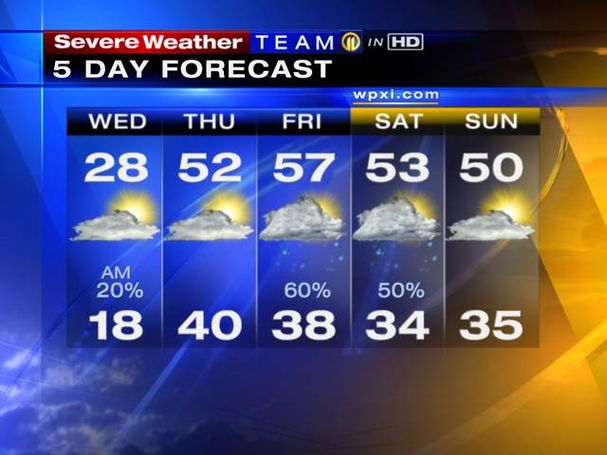 Severe Weather TEAM 11 IN HD
5 DAY FORECAST
wpxi.com
WED THU FRI SAT SUN
28 52 57 53 50
AM
20% 60% 50%
18 40 38 34 35